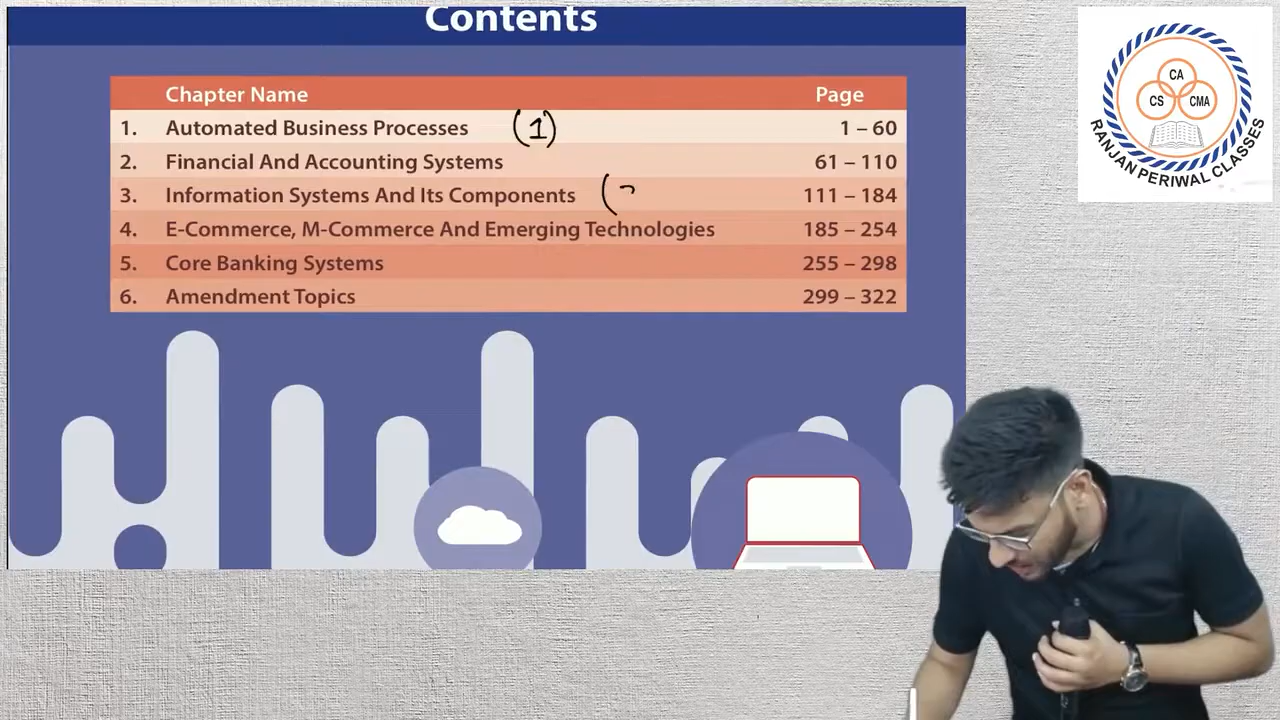 Contents
Chapter Name Page
1. Automated Business Processes (1) 1 – 60
2. Financial And Accounting Systems 61 – 110
3. Information Systems And Its Components ( 111 – 184
4. E-Commerce, M-Commerce And Emerging Technologies 185 – 254
5. Core Banking Systems 255 – 298
6. Amendment Topics 299 – 322
CA
CS CMA
RANJAN PERIWAL CLASSES